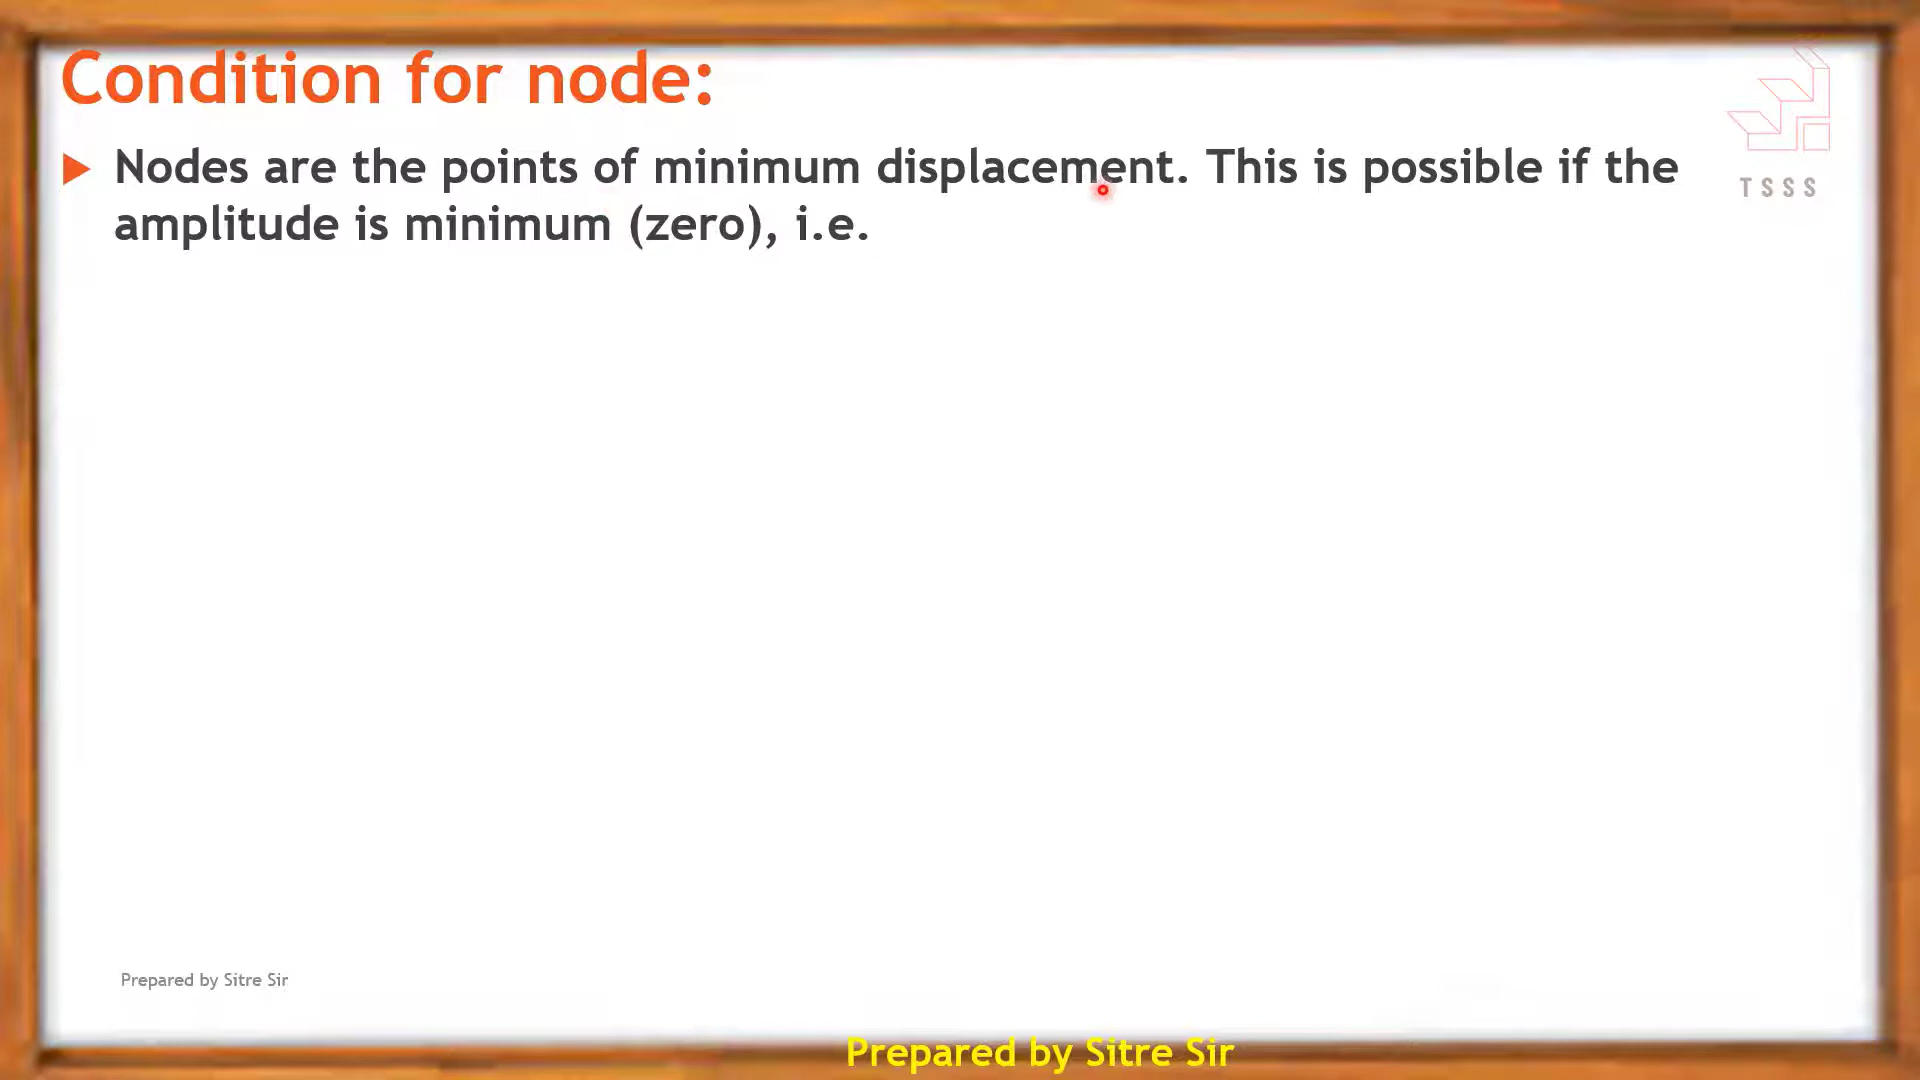 Condition for node:
Nodes are the points of minimum displacement. This is possible if the
amplitude is minimum (zero), i.e.
TSSS
Prepared by Sitre Sir
Prepared by Sitre Sir